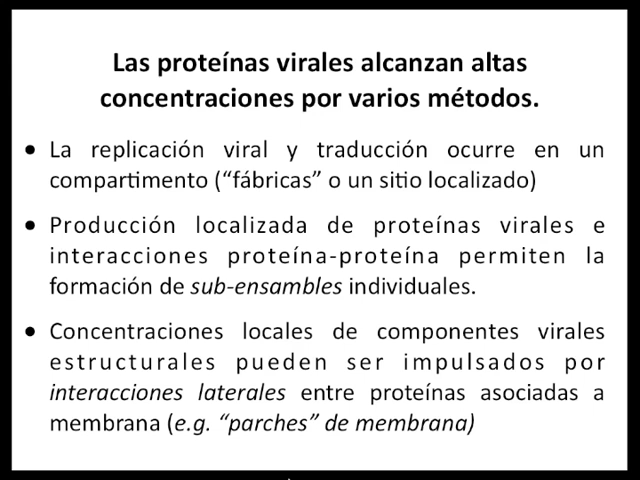 Las proteínas virales alcanzan altas
concentraciones por varios métodos.
• La replicación viral y traducción ocurre en un
compartimento (“fábricas” o un sitio localizado)
• Producción localizada de proteínas virales e
interacciones proteína-proteína permiten la
formación de sub-ensambles individuales.
• Concentraciones locales de componentes virales
estructurales pueden ser impulsados por
interacciones laterales entre proteínas asociadas a
membrana (e.g. “parches” de membrana)